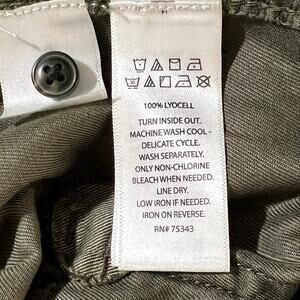 100% LYOCELL
TURN INSIDE OUT.
MACHINE WASH COOL -
DELICATE CYCLE.
WASH SEPARATELY.
ONLY NON-CHLORINE
BLEACH WHEN NEEDED.
LINE DRY.
LOW IRON IF NEEDED.
IRON ON REVERSE.
RN# 75343